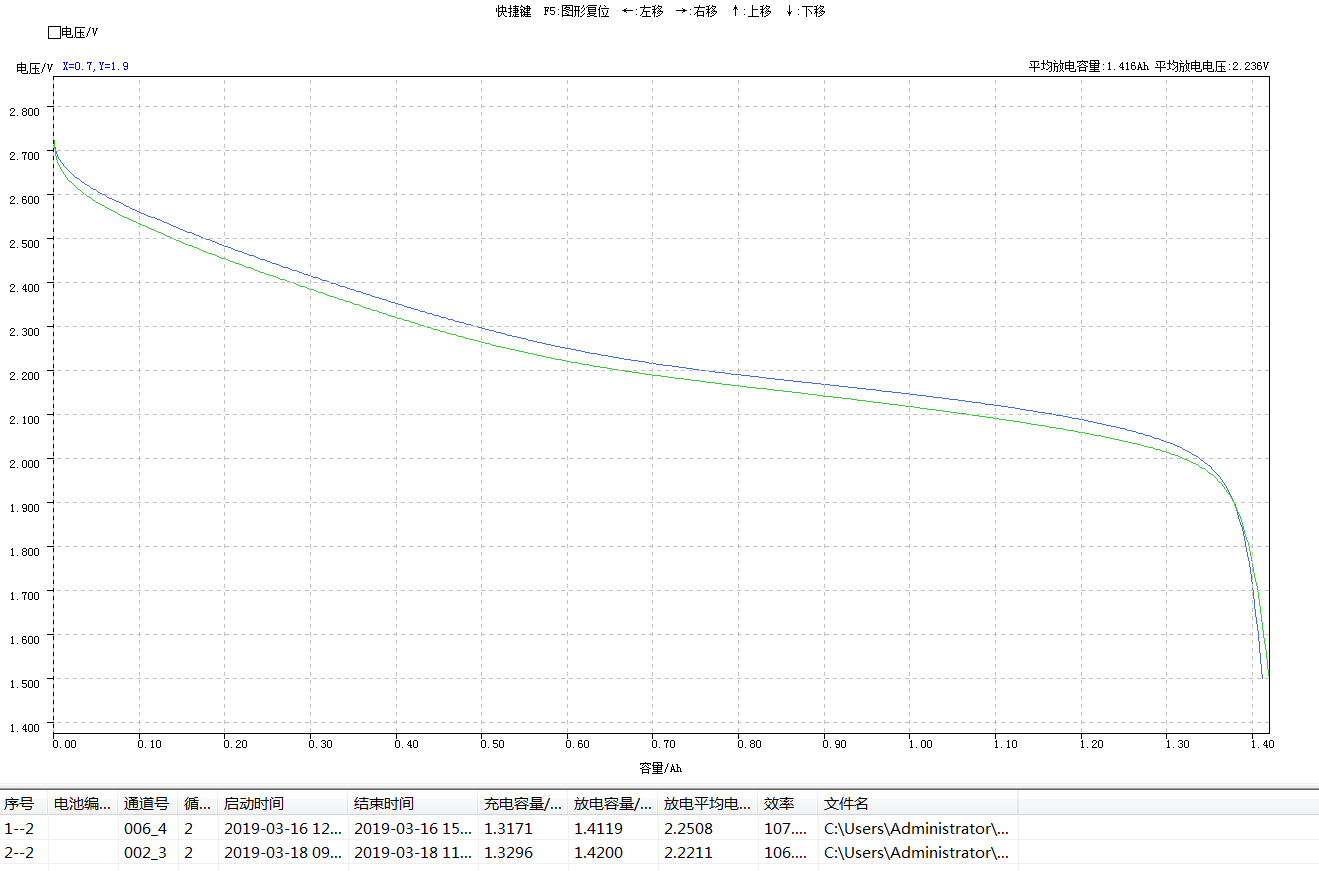 快捷键 F5:图形复位 ←:左移 →:右移 ↑:上移 ↓:下移
电压/V
电压/V X=0.7,Y=1.9 平均放电容量:1.416Ah 平均放电电压:2.236V
2.800
2.700
2.600
2.500
2.400
2.300
2.200
2.100
2.000
1.900
1.800
1.700
1.600
1.500
1.400
0.00 0.10 0.20 0.30 0.40 0.50 0.60 0.70 0.80 0.90 1.00 1.10 1.20 1.30 1.40
容量/Ah
序号 电池编... 通道号 循... 启动时间 结束时间 充电容量/... 放电容量/... 放电平均电... 效率 文件名
1--2 006_4 2 2019-03-16 12... 2019-03-16 15... 1.3171 1.4119 2.2508 107.... C:\Users\Administrator\...
2--2 002_3 2 2019-03-18 09... 2019-03-18 11... 1.3296 1.4200 2.2211 106.... C:\Users\Administrator\...